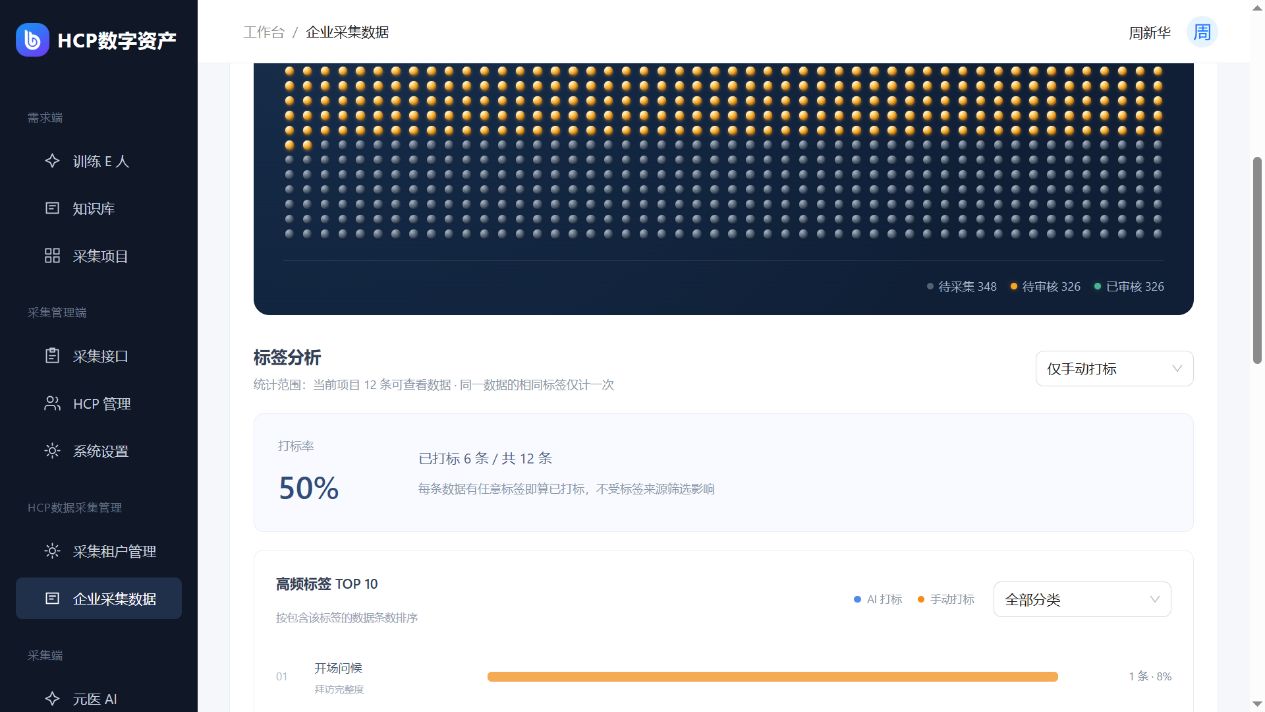 HCP数字资产
工作台 / 企业采集数据
周新华 周
需求端
训练 E 人
知识库
采集项目
采集管理端
采集接口
HCP 管理
系统设置
HCP数据采集管理
采集租户管理
企业采集数据
采集端
元医 AI
待采集 348 待审核 326 已审核 326
标签分析
统计范围：当前项目 12 条可查看数据 · 同一数据的相同标签仅计一次
仅手动打标
打标率
50%
已打标 6 条 / 共 12 条
每条数据有任意标签即算已打标，不受标签来源筛选影响
高频标签 TOP 10
按包含该标签的数据条数排序
AI 打标 手动打标
全部分类
01
开场问候
拜访完整度
1 条 · 8%